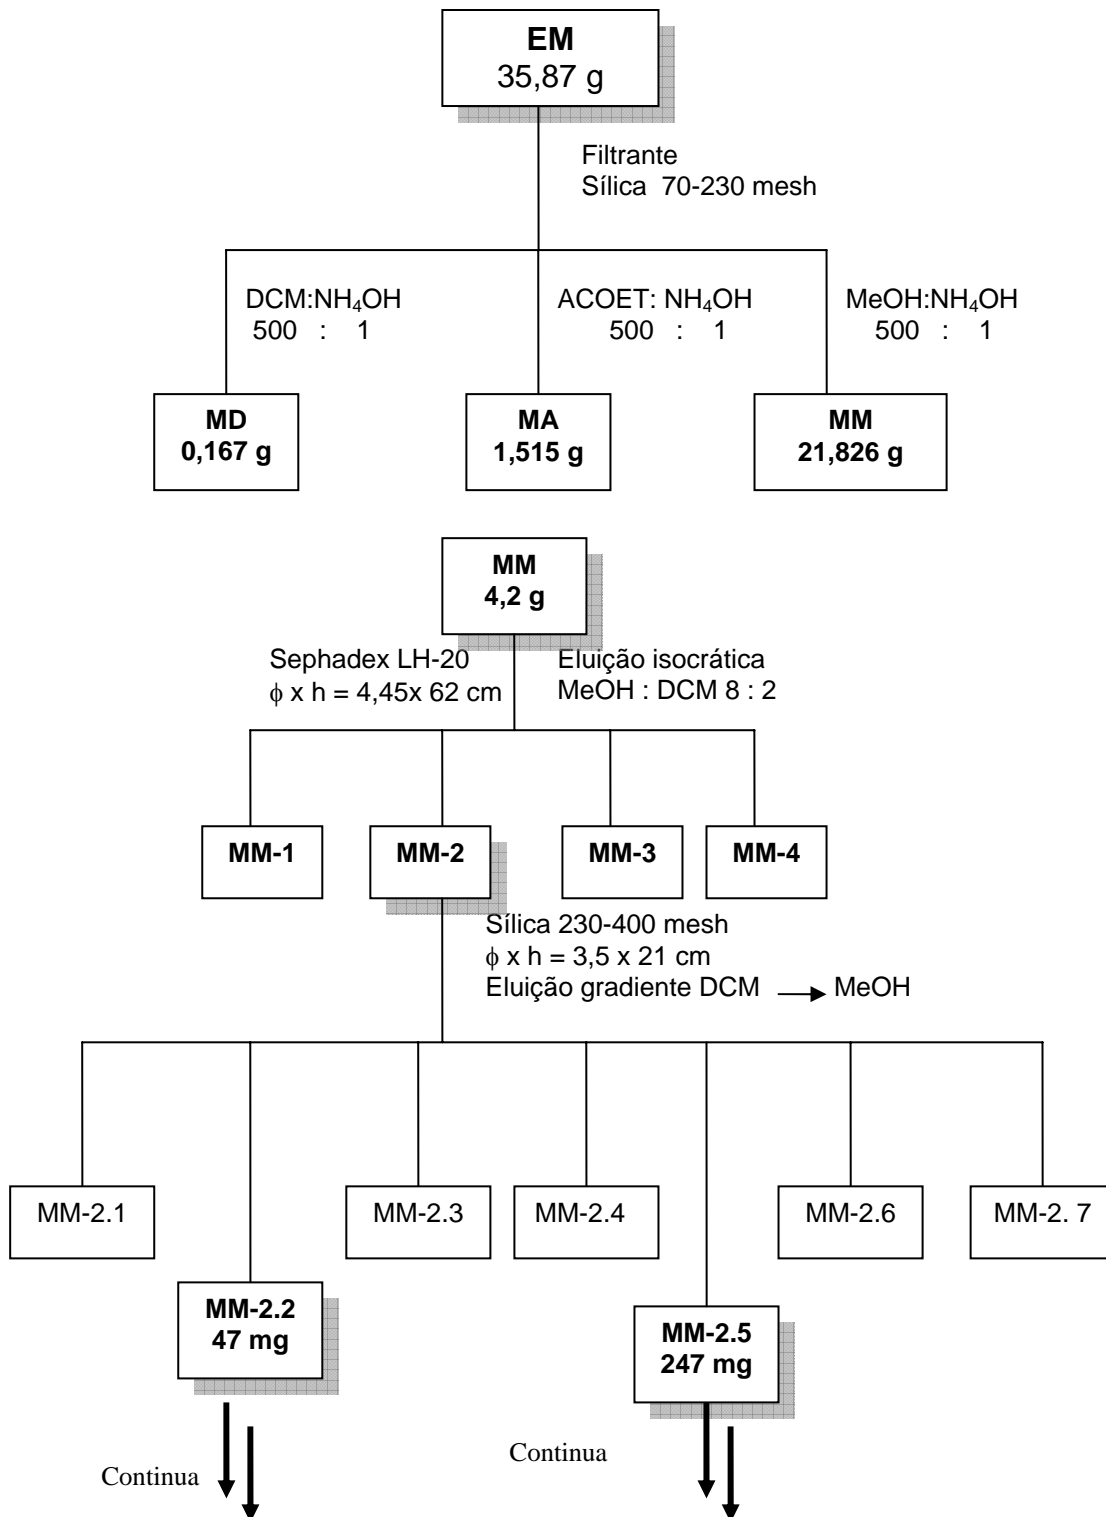 EM
35,87 g
Filtrante
Sílica 70-230 mesh
DCM:NH₄OH
500 : 1
ACOET: NH₄OH
500 : 1
MeOH:NH₄OH
500 : 1
MD
0,167 g
MA
1,515 g
MM
21,826 g
MM
4,2 g
Sephadex LH-20
ϕ x h = 4,45x 62 cm
Eluição isocrática
MeOH : DCM 8 : 2
MM-1
MM-2
MM-3
MM-4
Sílica 230-400 mesh
ϕ x h = 3,5 x 21 cm
Eluição gradiente DCM → MeOH
MM-2.1
MM-2.3
MM-2.4
MM-2.6
MM-2. 7
MM-2.2
47 mg
MM-2.5
247 mg
Continua
Continua